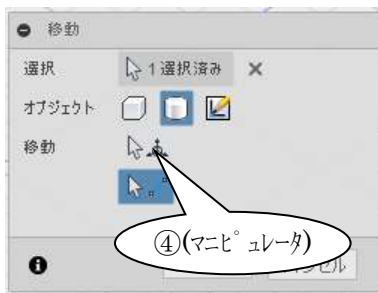 移動
選択 1 選択済み ×
オブジェクト
移動
④(マニピュレータ)